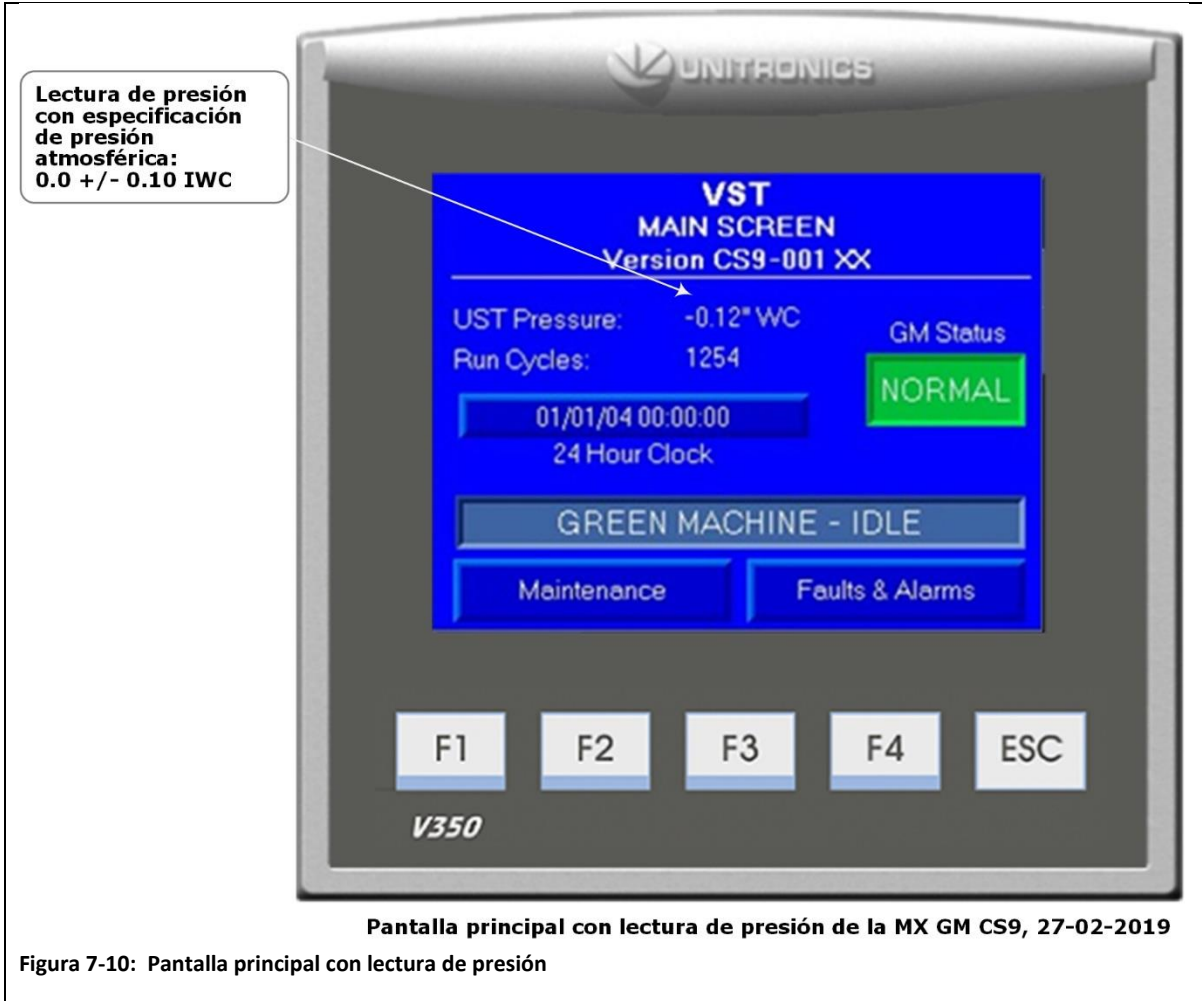 UNITRONICS
Lectura de presión
con especificación
de presión
atmosférica:
0.0 +/- 0.10 IWC
VST
MAIN SCREEN
Version CS9-001 XX
UST Pressure: -0.12" WC
GM Status
Run Cycles: 1254
NORMAL
01/01/04 00:00:00
24 Hour Clock
GREEN MACHINE - IDLE
Maintenance Faults & Alarms
F1 F2 F3 F4 ESC
V350
Pantalla principal con lectura de presión de la MX GM CS9, 27-02-2019
Figura 7-10: Pantalla principal con lectura de presión